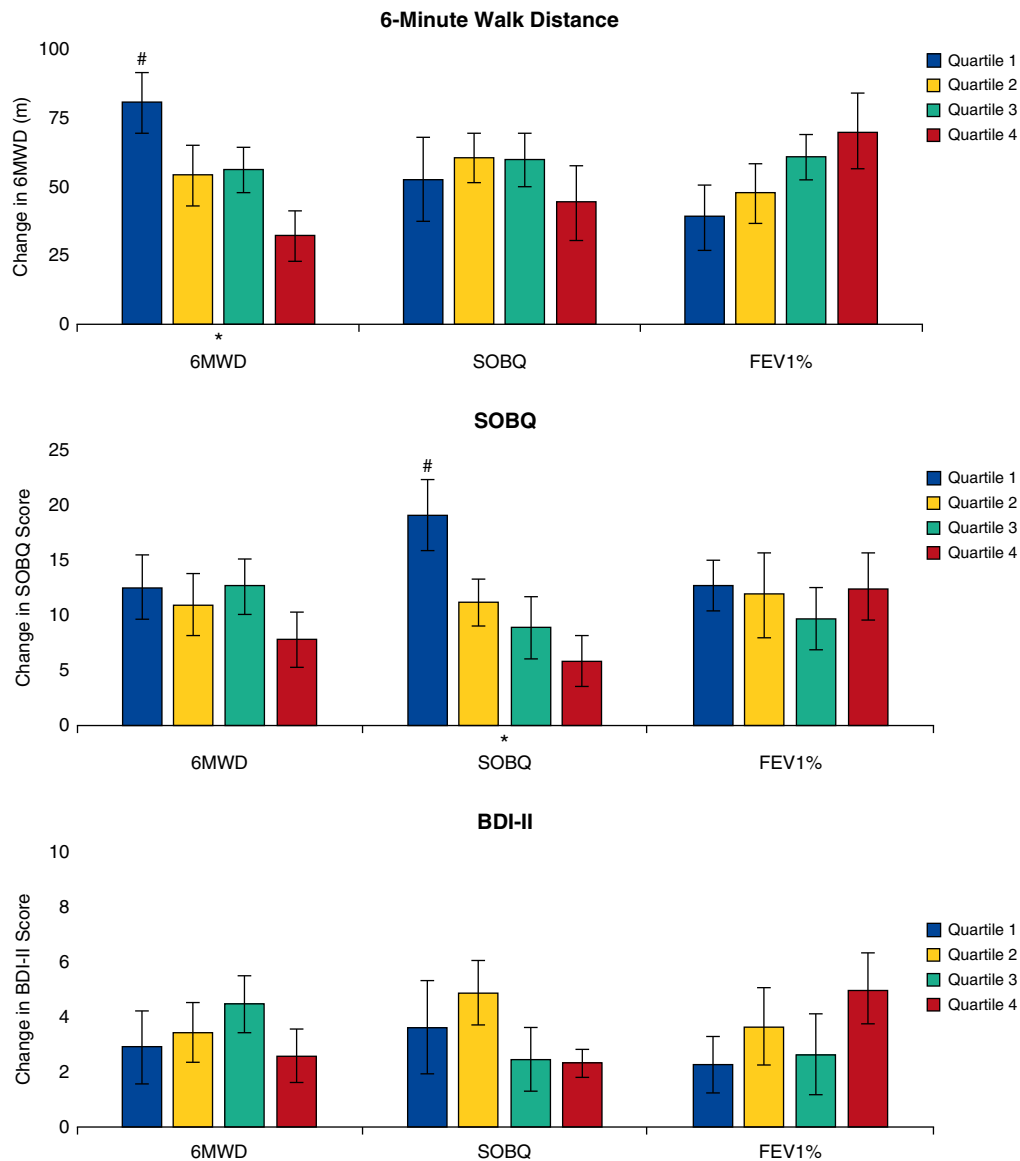 6-Minute Walk Distance
100
75
50
25
0
Change in 6MWD (m)
#
*
6MWD
SOBQ
FEV1%
Quartile 1
Quartile 2
Quartile 3
Quartile 4
SOBQ
25
20
15
10
5
0
Change in SOBQ Score
#
*
6MWD
SOBQ
FEV1%
Quartile 1
Quartile 2
Quartile 3
Quartile 4
BDI-II
10
8
6
4
2
0
Change in BDI-II Score
6MWD
SOBQ
FEV1%
Quartile 1
Quartile 2
Quartile 3
Quartile 4